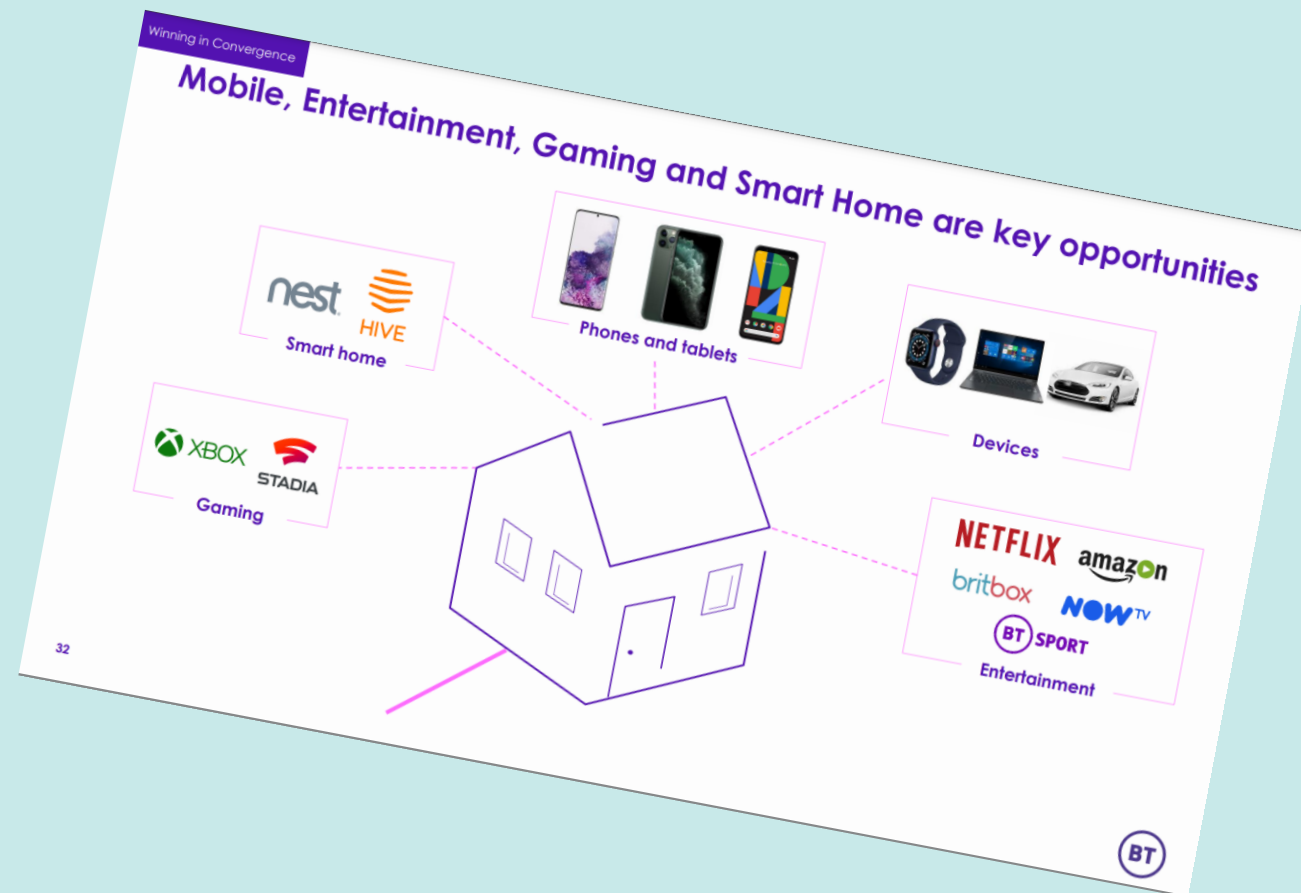 Winning in Convergence
Mobile, Entertainment, Gaming and Smart Home are key opportunities
nest
HIVE
Smart home
Phones and tablets
Devices
XBOX
STADIA
Gaming
NETFLIX
amazon
britbox
NOW TV
BT SPORT
Entertainment
32
BT